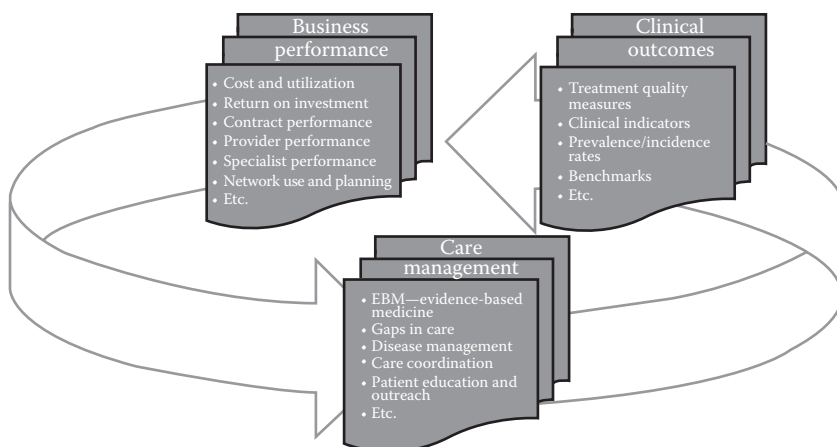 Business
performance
• Cost and utilization
• Return on investment
• Contract performance
• Provider performance
• Specialist performance
• Network use and planning
• Etc.
Clinical
outcomes
• Treatment quality
measures
• Clinical indicators
• Prevalence/incidence
rates
• Benchmarks
• Etc.
Care
management
• EBM—evidence-based
medicine
• Gaps in care
• Disease management
• Care coordination
• Patient education and
outreach
• Etc.